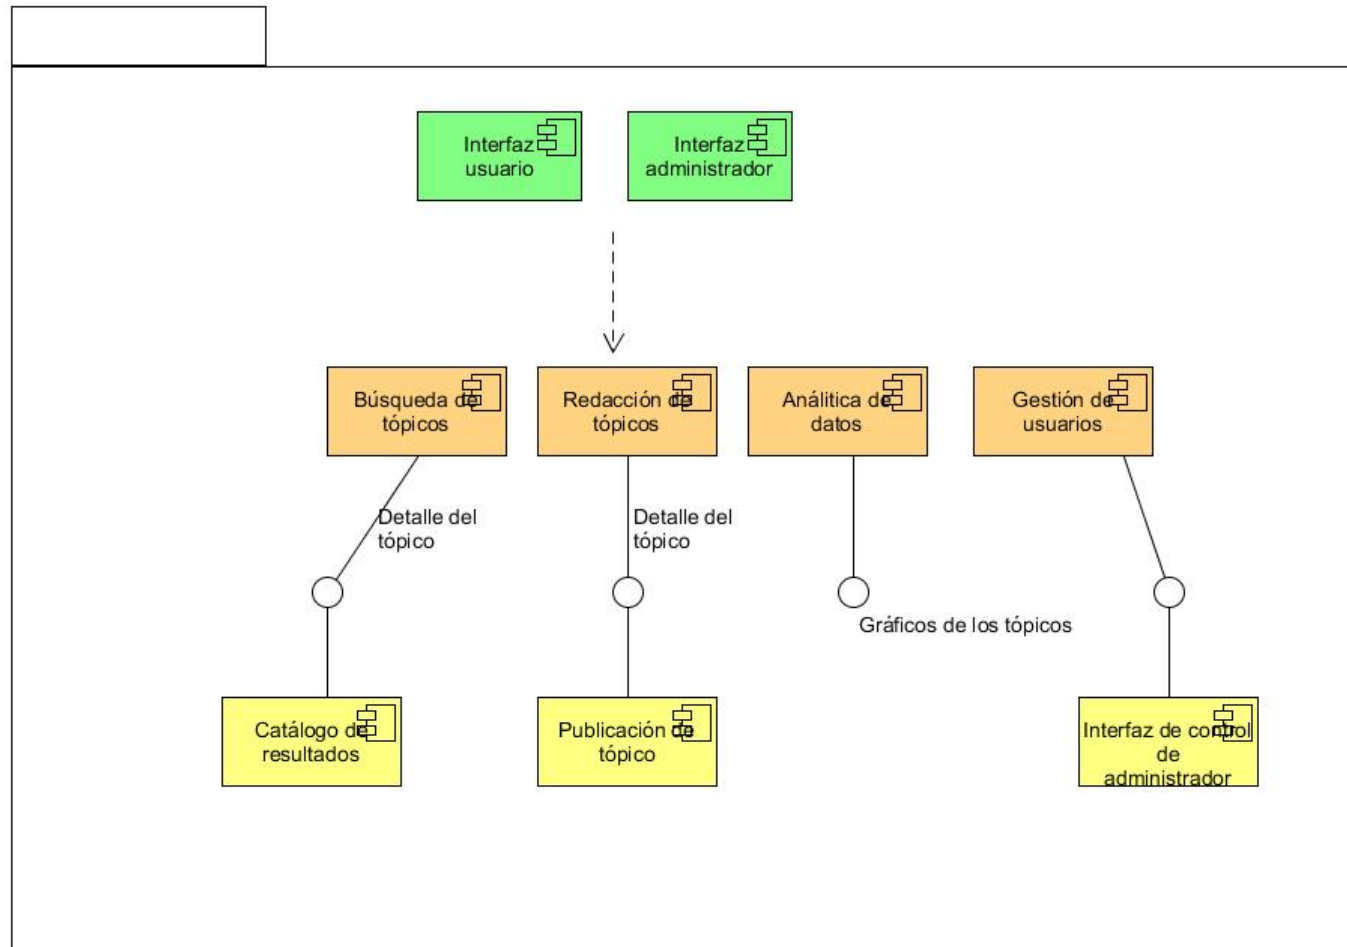 Interfaz
usuario
Interfaz
administrador
Búsqueda de
tópicos
Redacción de
tópicos
Análitica de
datos
Gestión de
usuarios
Detalle del
tópico
Detalle del
tópico
Gráficos de los tópicos
Catálogo de
resultados
Publicación de
tópico
Interfaz de control
de
administrador